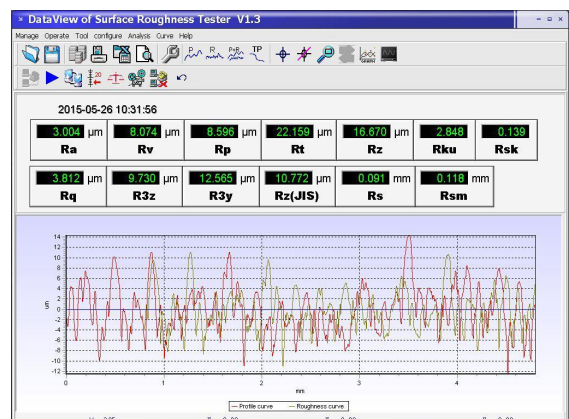 DataView of Surface Roughness Tester V1.3
Manage Operate Tool configure Analysis Curve Help
P R P+R TP
20
GRAPH
2015-05-26 10:31:56
3.004 µm 8.074 µm 8.596 µm 22.159 µm 16.670 µm 2.848 0.139
Ra Rv Rp Rt Rz Rku Rsk
3.812 µm 9.730 µm 12.565 µm 10.772 µm 0.091 mm 0.118 mm
Rq R3z R3y Rz(JIS) Rs Rsm
14
12
10
8
6
4
2
0
-2
-4
-6
-8
-10
-12
um
0 1 2 3 4
mm
Profile curve Roughness curve